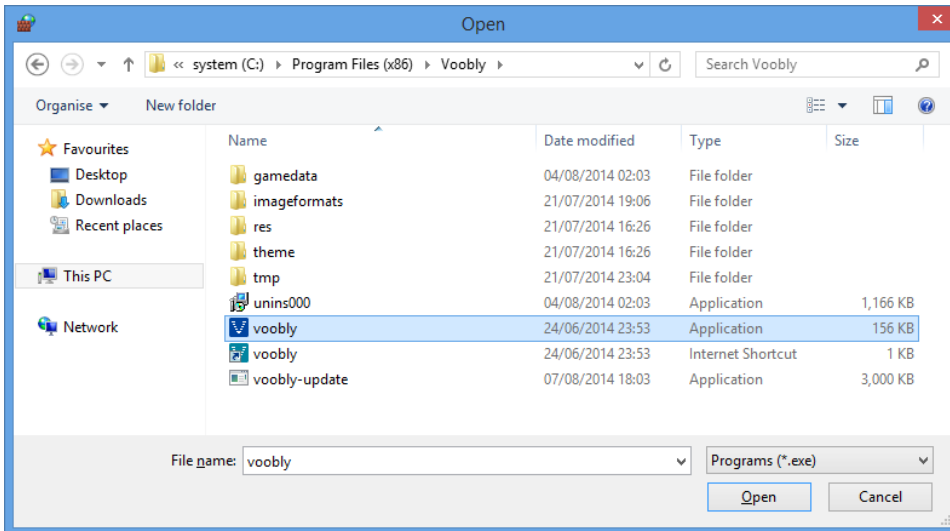 Open
« system (C:) Program Files (x86) Voobly Search Voobly
Organise New folder
Name Date modified Type Size
Favourites
Desktop
Downloads
Recent places
This PC
Network
gamedata 04/08/2014 02:03 File folder
imageformats 21/07/2014 19:06 File folder
res 21/07/2014 16:26 File folder
theme 21/07/2014 16:26 File folder
tmp 21/07/2014 23:04 File folder
unins000 04/08/2014 02:03 Application 1,166 KB
voobly 24/06/2014 23:53 Application 156 KB
voobly 24/06/2014 23:53 Internet Shortcut 1 KB
voobly-update 07/08/2014 18:03 Application 3,000 KB
File name: voobly Programs (*.exe)
Open Cancel